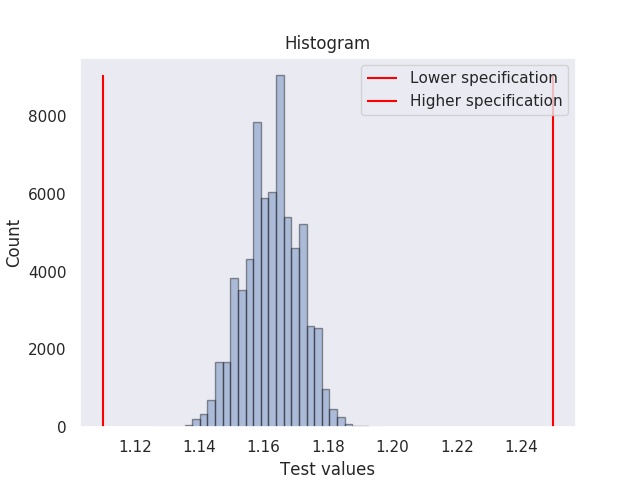 Histogram
Lower specification
Higher specification
8000
6000
4000
2000
0
Count
1.12 1.14 1.16 1.18 1.20 1.22 1.24
Test values